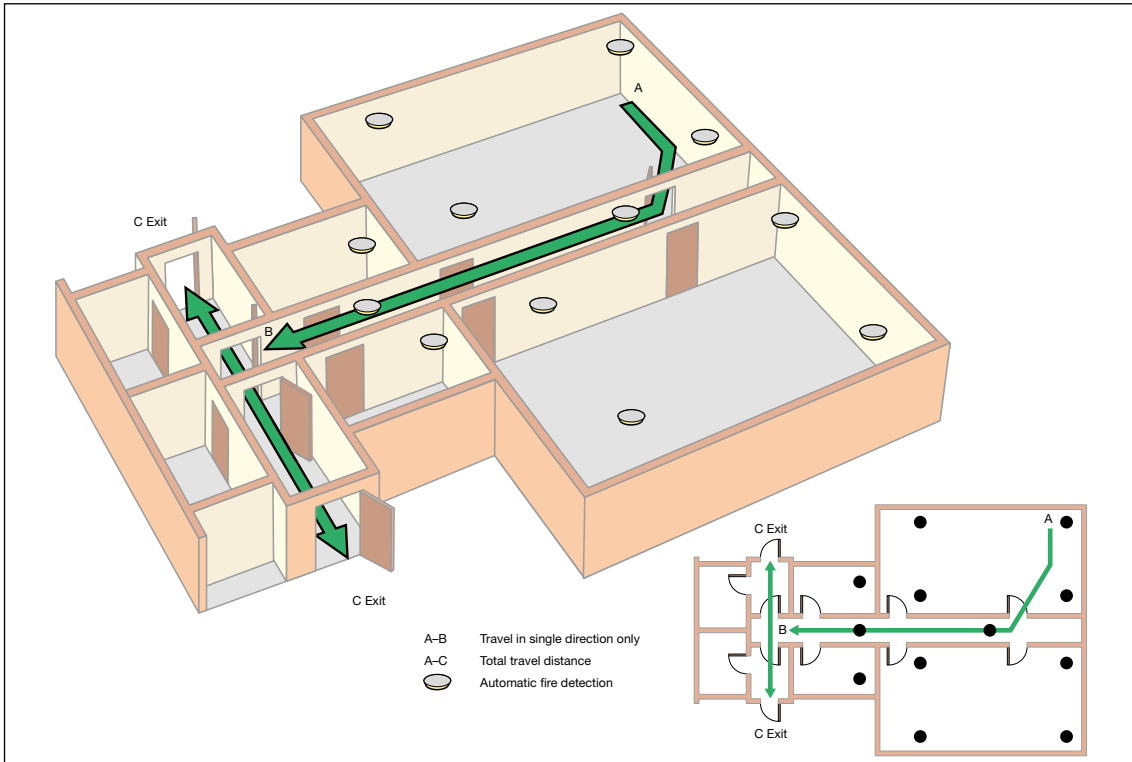 A
C Exit
B
C Exit
A–B Travel in single direction only
A–C Total travel distance
Automatic fire detection
C Exit
A
B
C Exit